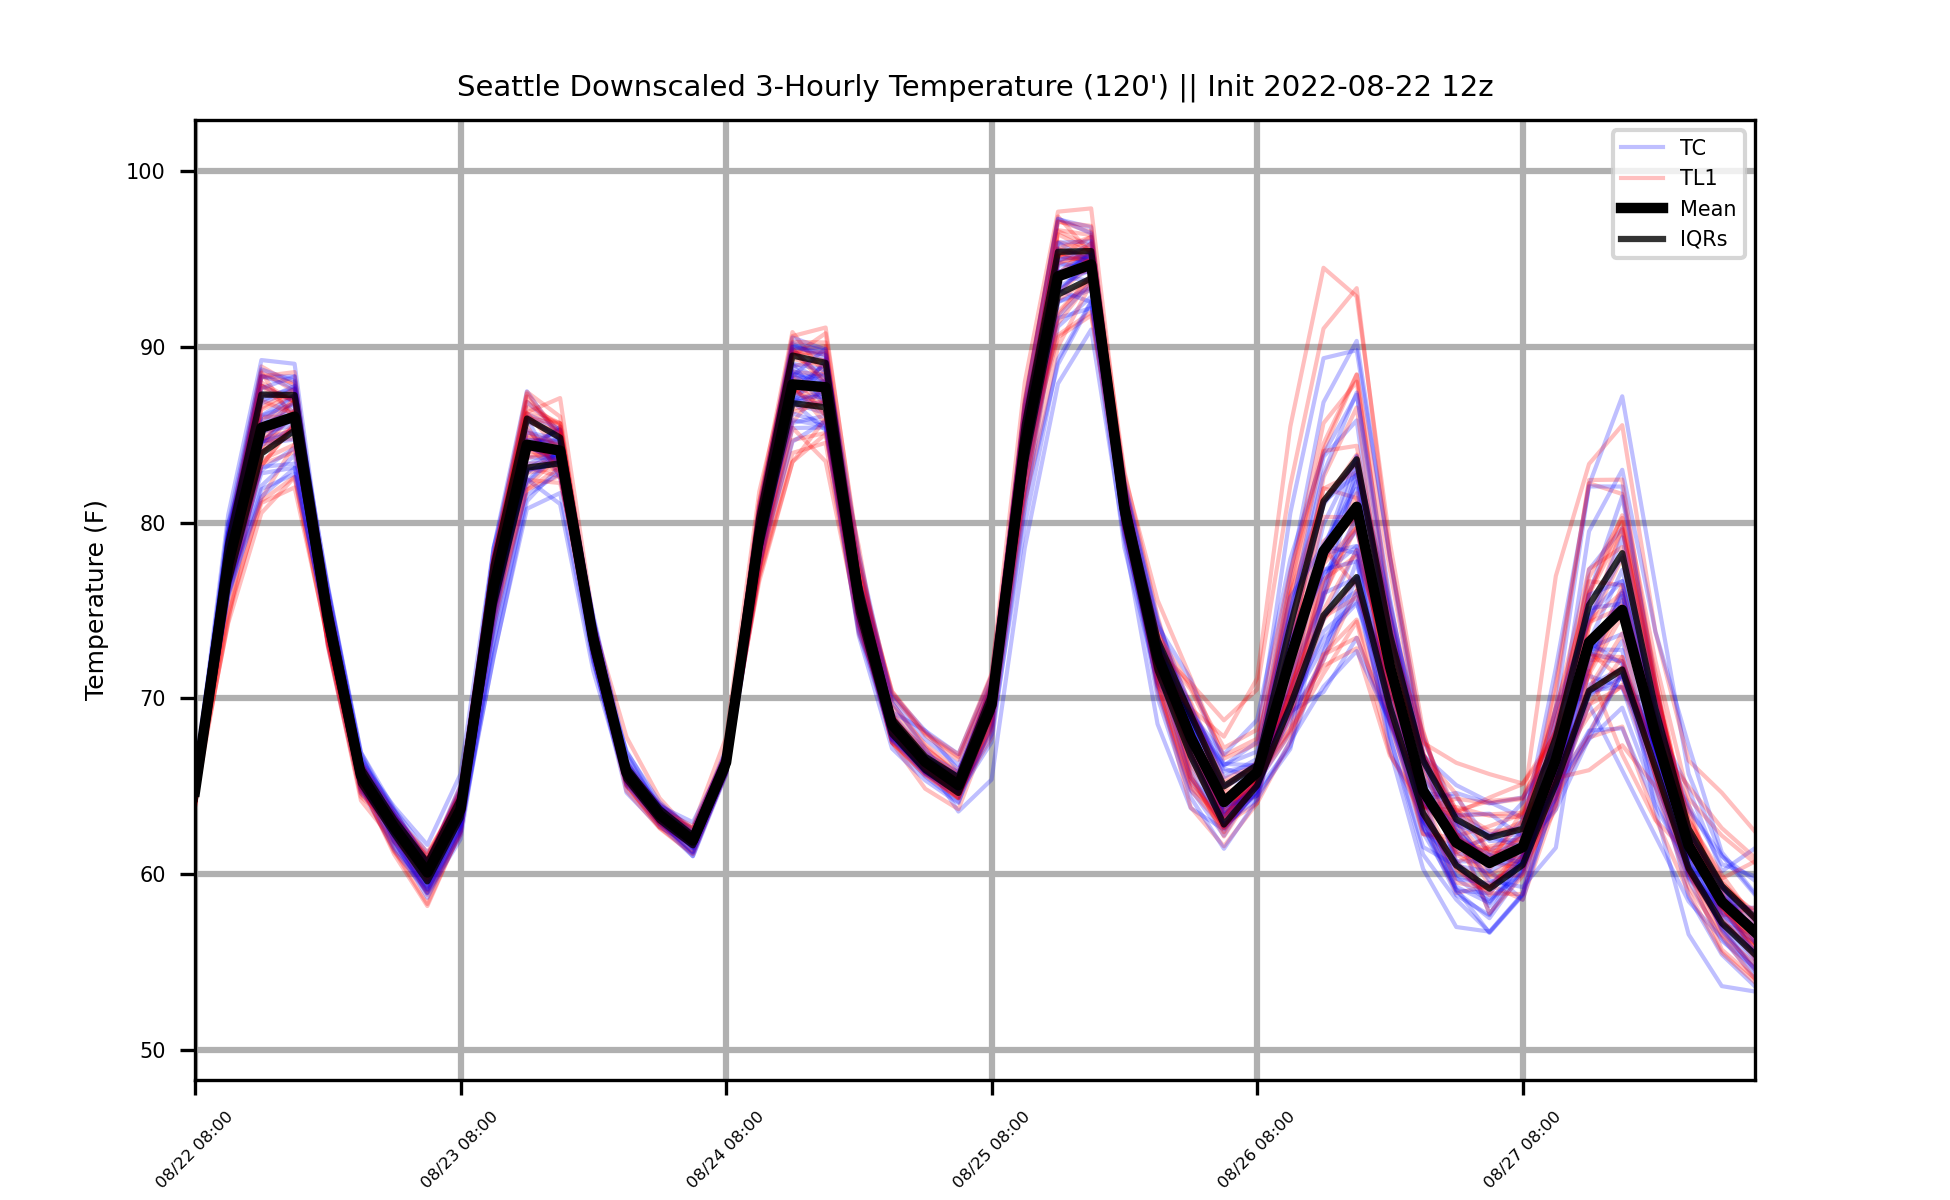 Seattle Downscaled 3-Hourly Temperature (120') || Init 2022-08-22 12z
TC
TL1
Mean
IQRs
Temperature (F)
100
90
80
70
60
50
08/22 08:00
08/23 08:00
08/24 08:00
08/25 08:00
08/26 08:00
08/27 08:00